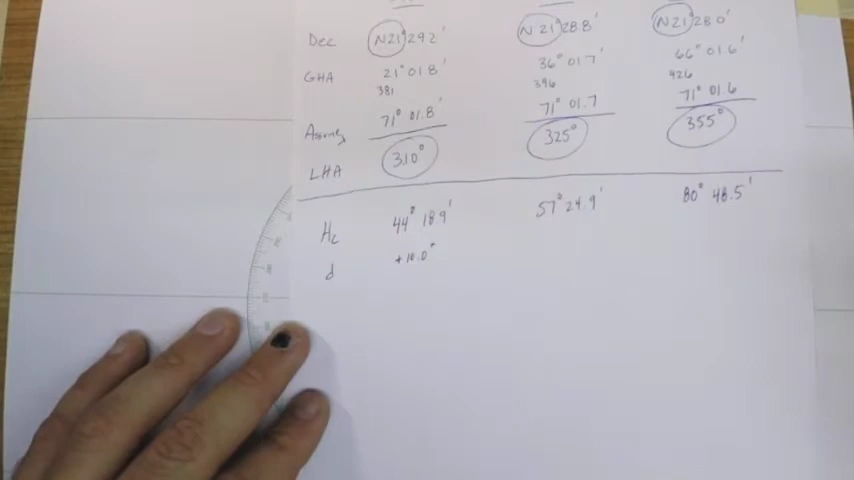 Dec N21° 29.2' N21° 28.8' N21° 28.0'
GHA 21° 01.8' 36° 01.7' 66° 01.6'
381 396 426
Assumed 71° 01.8' 71° 01.7 71° 01.6
LHA 310° 325° 355°
Hc 44° 18.9' 57° 24.9' 80° 48.5'
d +10.0"